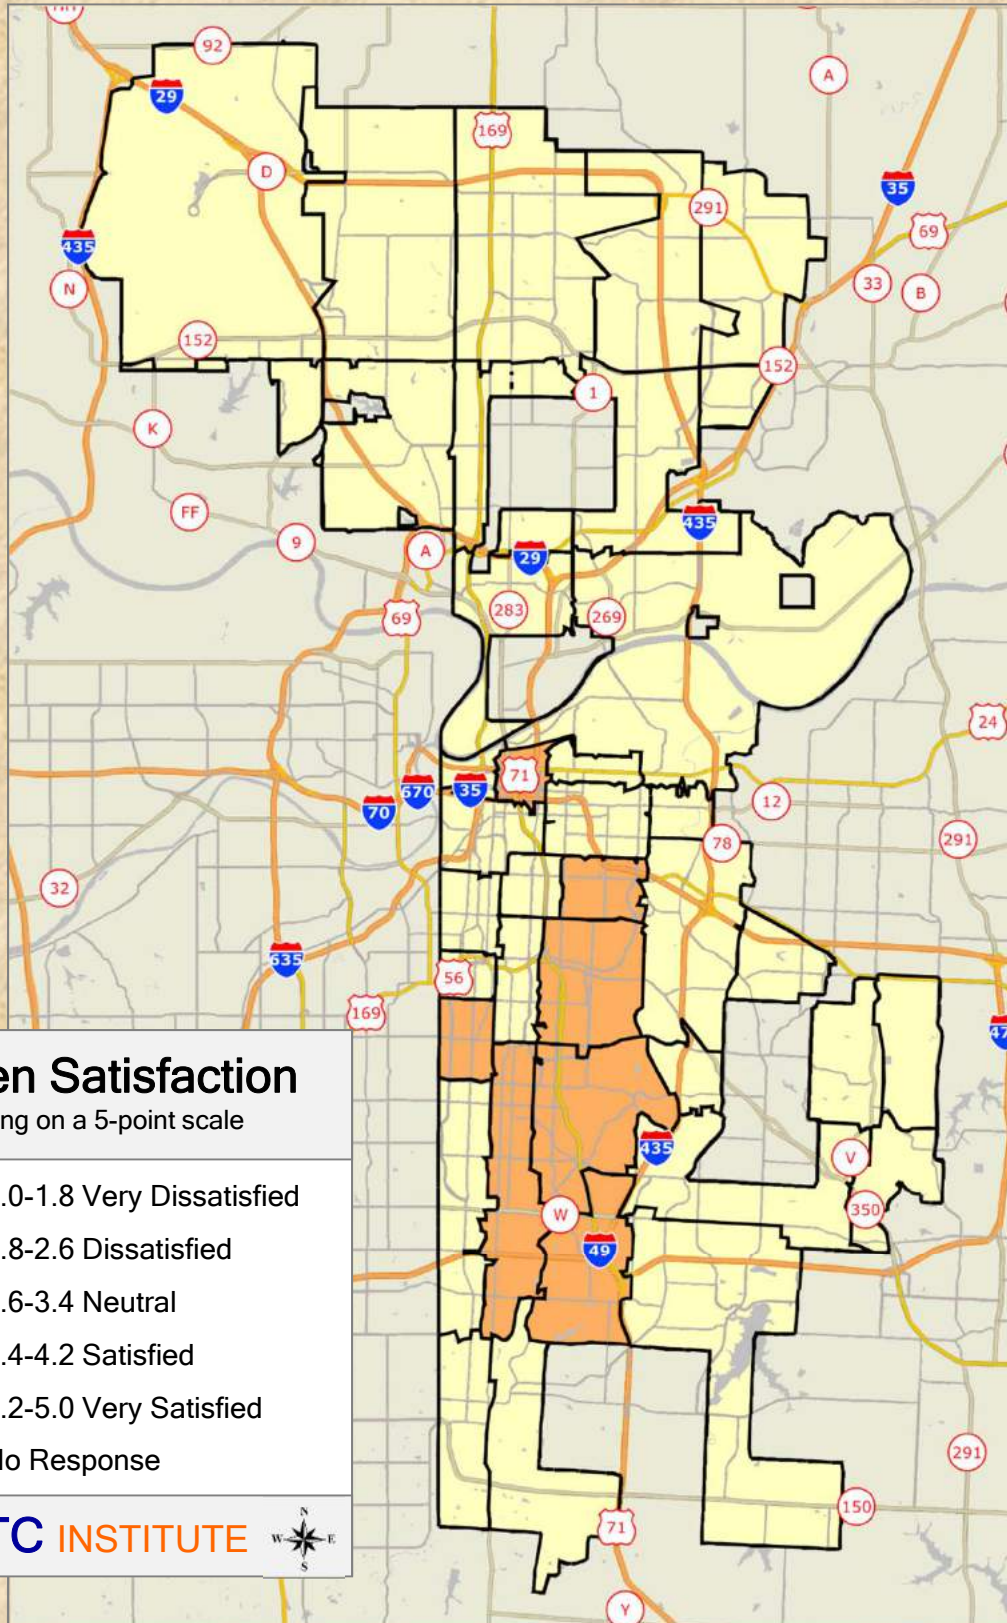 92
A
29
169
D
291
35
69
435
N
33
B
152
152
1
K
FF
9
A
435
29
283
269
69
24
71
670
35
70
12
78
291
32
635
56
169
47
en Satisfaction
ng on a 5-point scale
435
V
.0-1.8 Very Dissatisfied
350
.8-2.6 Dissatisfied
W
49
.6-3.4 Neutral
.4-4.2 Satisfied
.2-5.0 Very Satisfied
lo Response
291
150
TC INSTITUTE
N
W E
S
71
Y